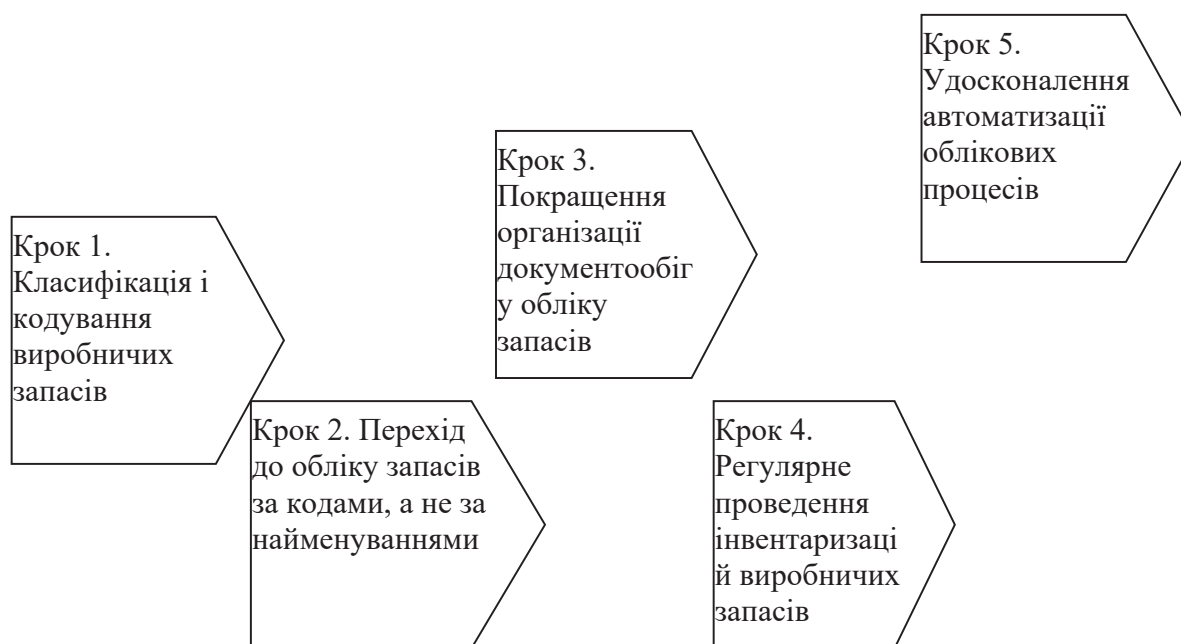 Крок 1.
Класифікація і
кодування
виробничих
запасів
Крок 2. Перехід
до обліку запасів
за кодами, а не за
найменуваннями
Крок 3.
Покращення
організації
документообіг
у обліку
запасів
Крок 4.
Регулярне
проведення
інвентаризаці
й виробничих
запасів
Крок 5.
Удосконалення
автоматизації
облікових
процесів